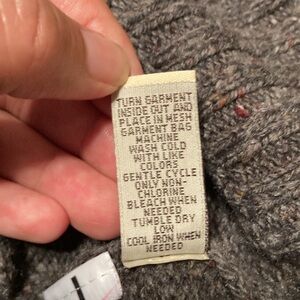 TURN GARMENT
INSIDE OUT AND
PLACE IN MESH
GARMENT BAG
MACHINE
WASH COLD
WITH LIKE
COLORS
GENTLE CYCLE
ONLY NON-
CHLORINE
BLEACH WHEN
NEEDED
TUMBLE DRY
LOW
COOL IRON WHEN
NEEDED